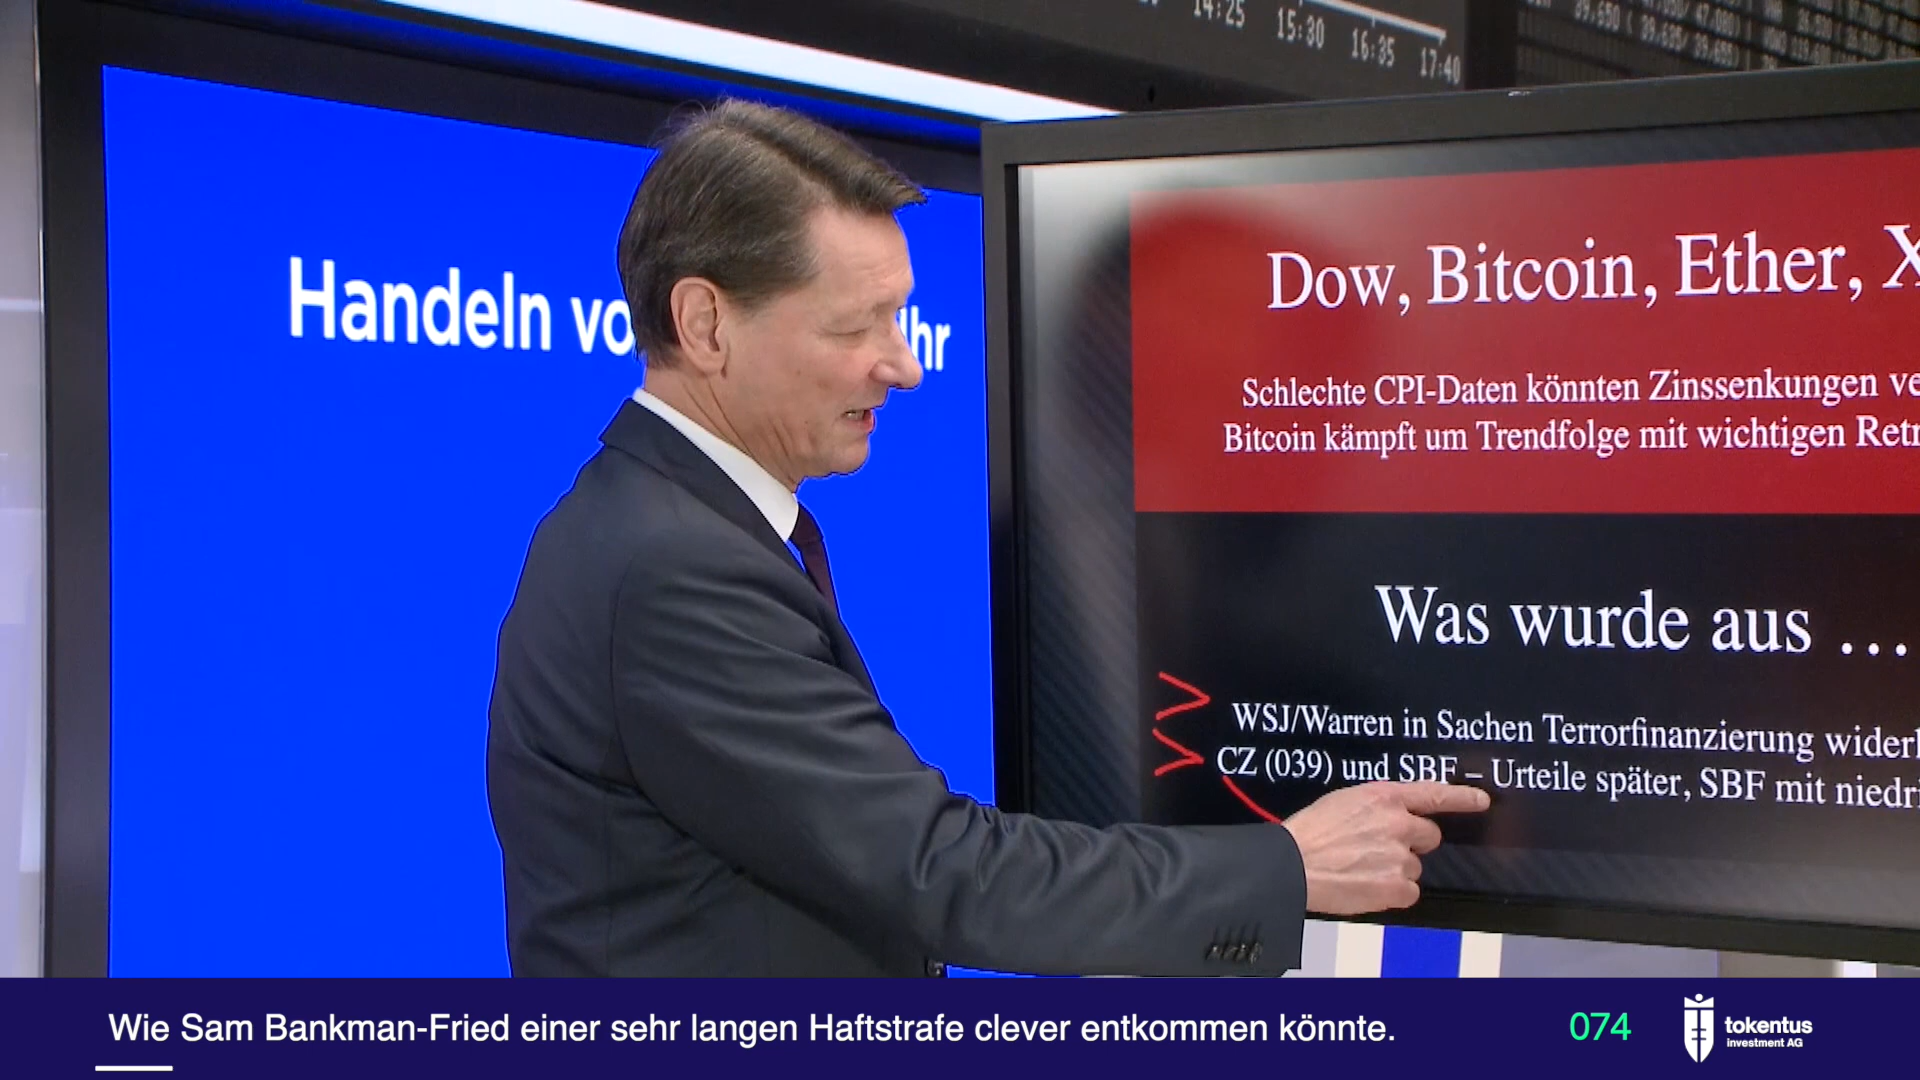 14:25 15:30 16:35 17:40
Handeln vo
Uhr
Dow, Bitcoin, Ether, X
Schlechte CPI-Daten könnten Zinssenkungen ve
Bitcoin kämpft um Trendfolge mit wichtigen Retr
Was wurde aus …
WSJ/Warren in Sachen Terrorfinanzierung widerl
CZ (039) und SBF – Urteile später, SBF mit niedri
Wie Sam Bankman-Fried einer sehr langen Haftstrafe clever entkommen könnte.
074
tokentus
investment AG